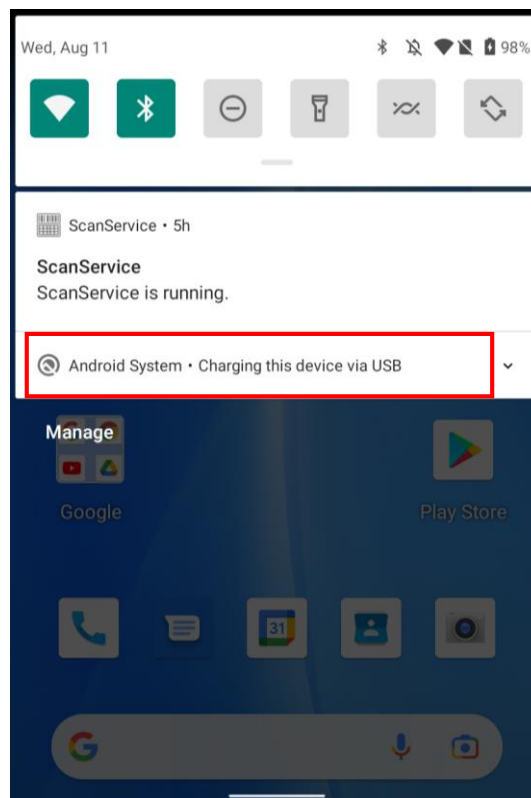 Wed, Aug 11
98%
ScanService • 5h
ScanService
ScanService is running.
Android System • Charging this device via USB
Manage
Google
Play Store
31